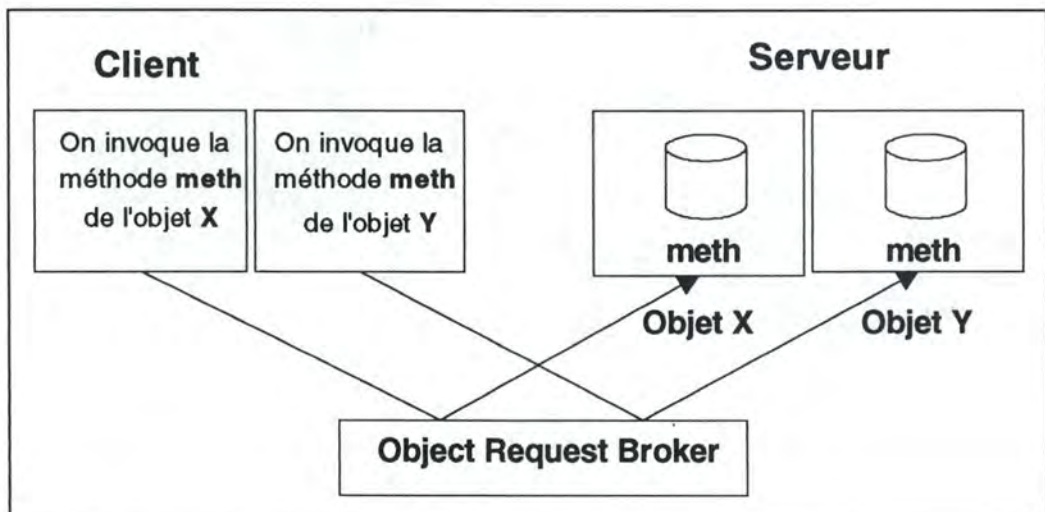 Client
Serveur
On invoque la
méthode meth
de l'objet X
On invoque la
méthode meth
de l'objet Y
meth
meth
Objet X
Objet Y
Object Request Broker